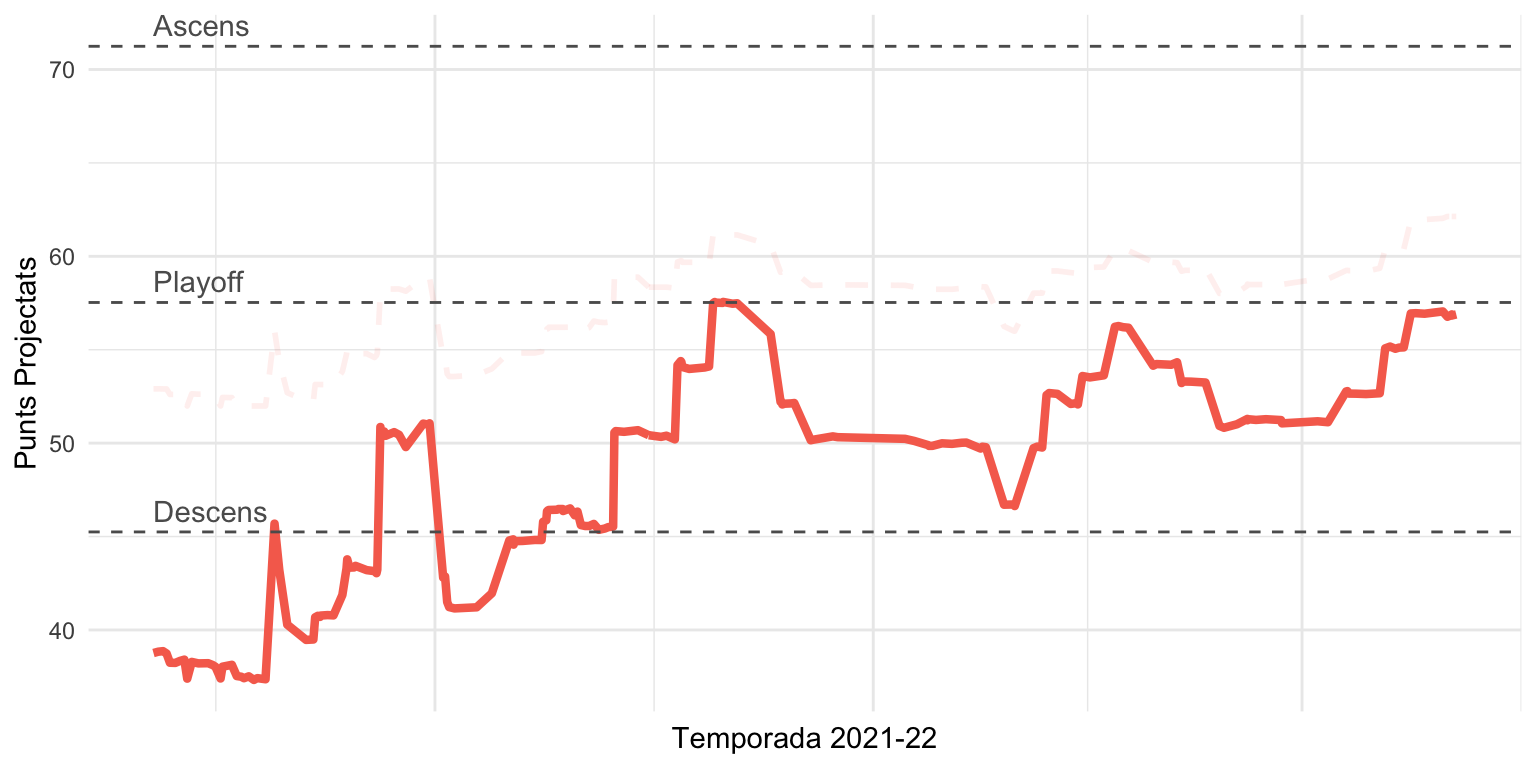 Ascens
70
60
Playoff
50
Descens
40
Punts Projectats
Temporada 2021-22